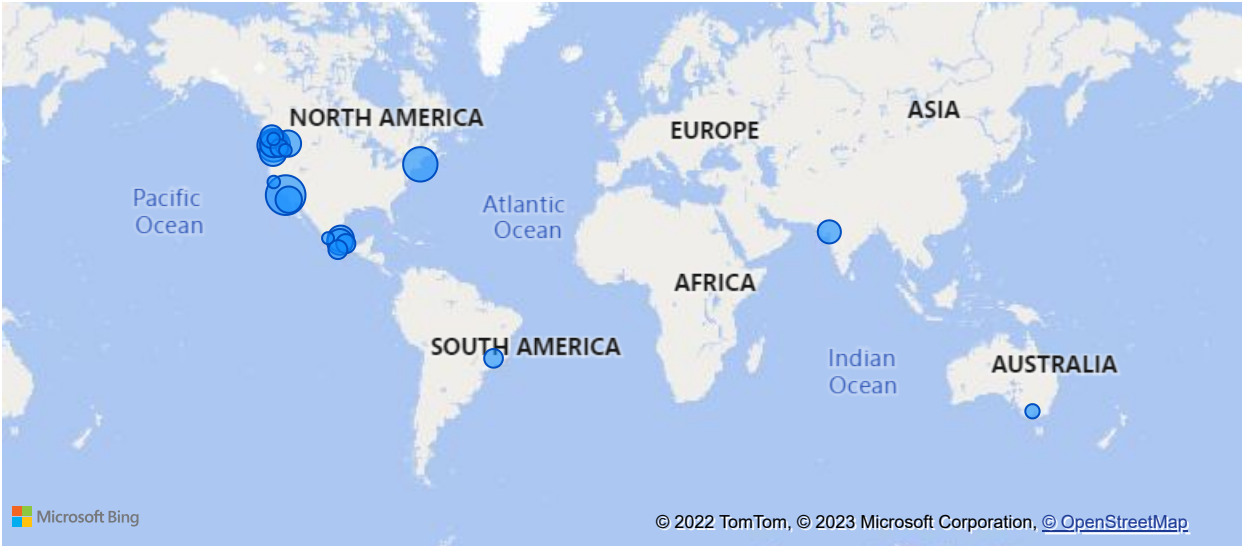 NORTH AMERICA
EUROPE
ASIA
Pacific
Ocean
Atlantic
Ocean
AFRICA
SOUTH AMERICA
Indian
Ocean
AUSTRALIA
Microsoft Bing
© 2022 TomTom, © 2023 Microsoft Corporation, © OpenStreetMap